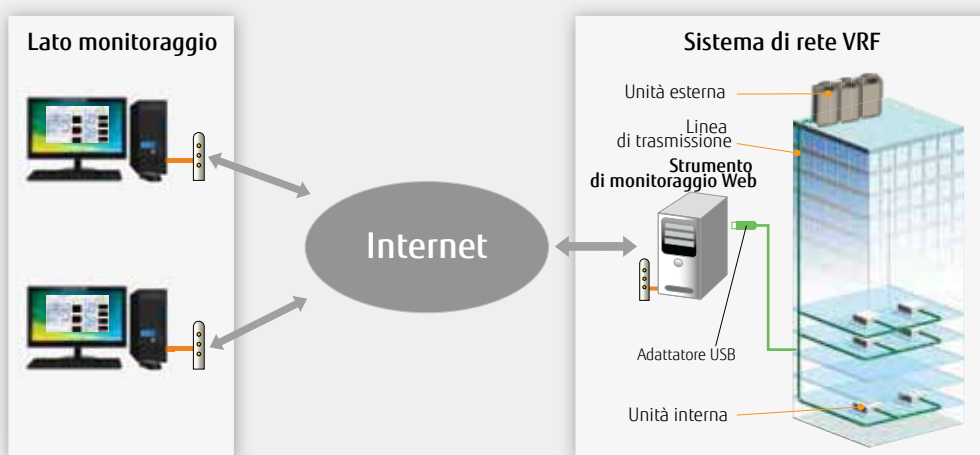 Lato monitoraggio
Sistema di rete VRF
Unità esterna
Linea
di trasmissione
Strumento
di monitoraggio Web
Internet
Adattatore USB
Unità interna